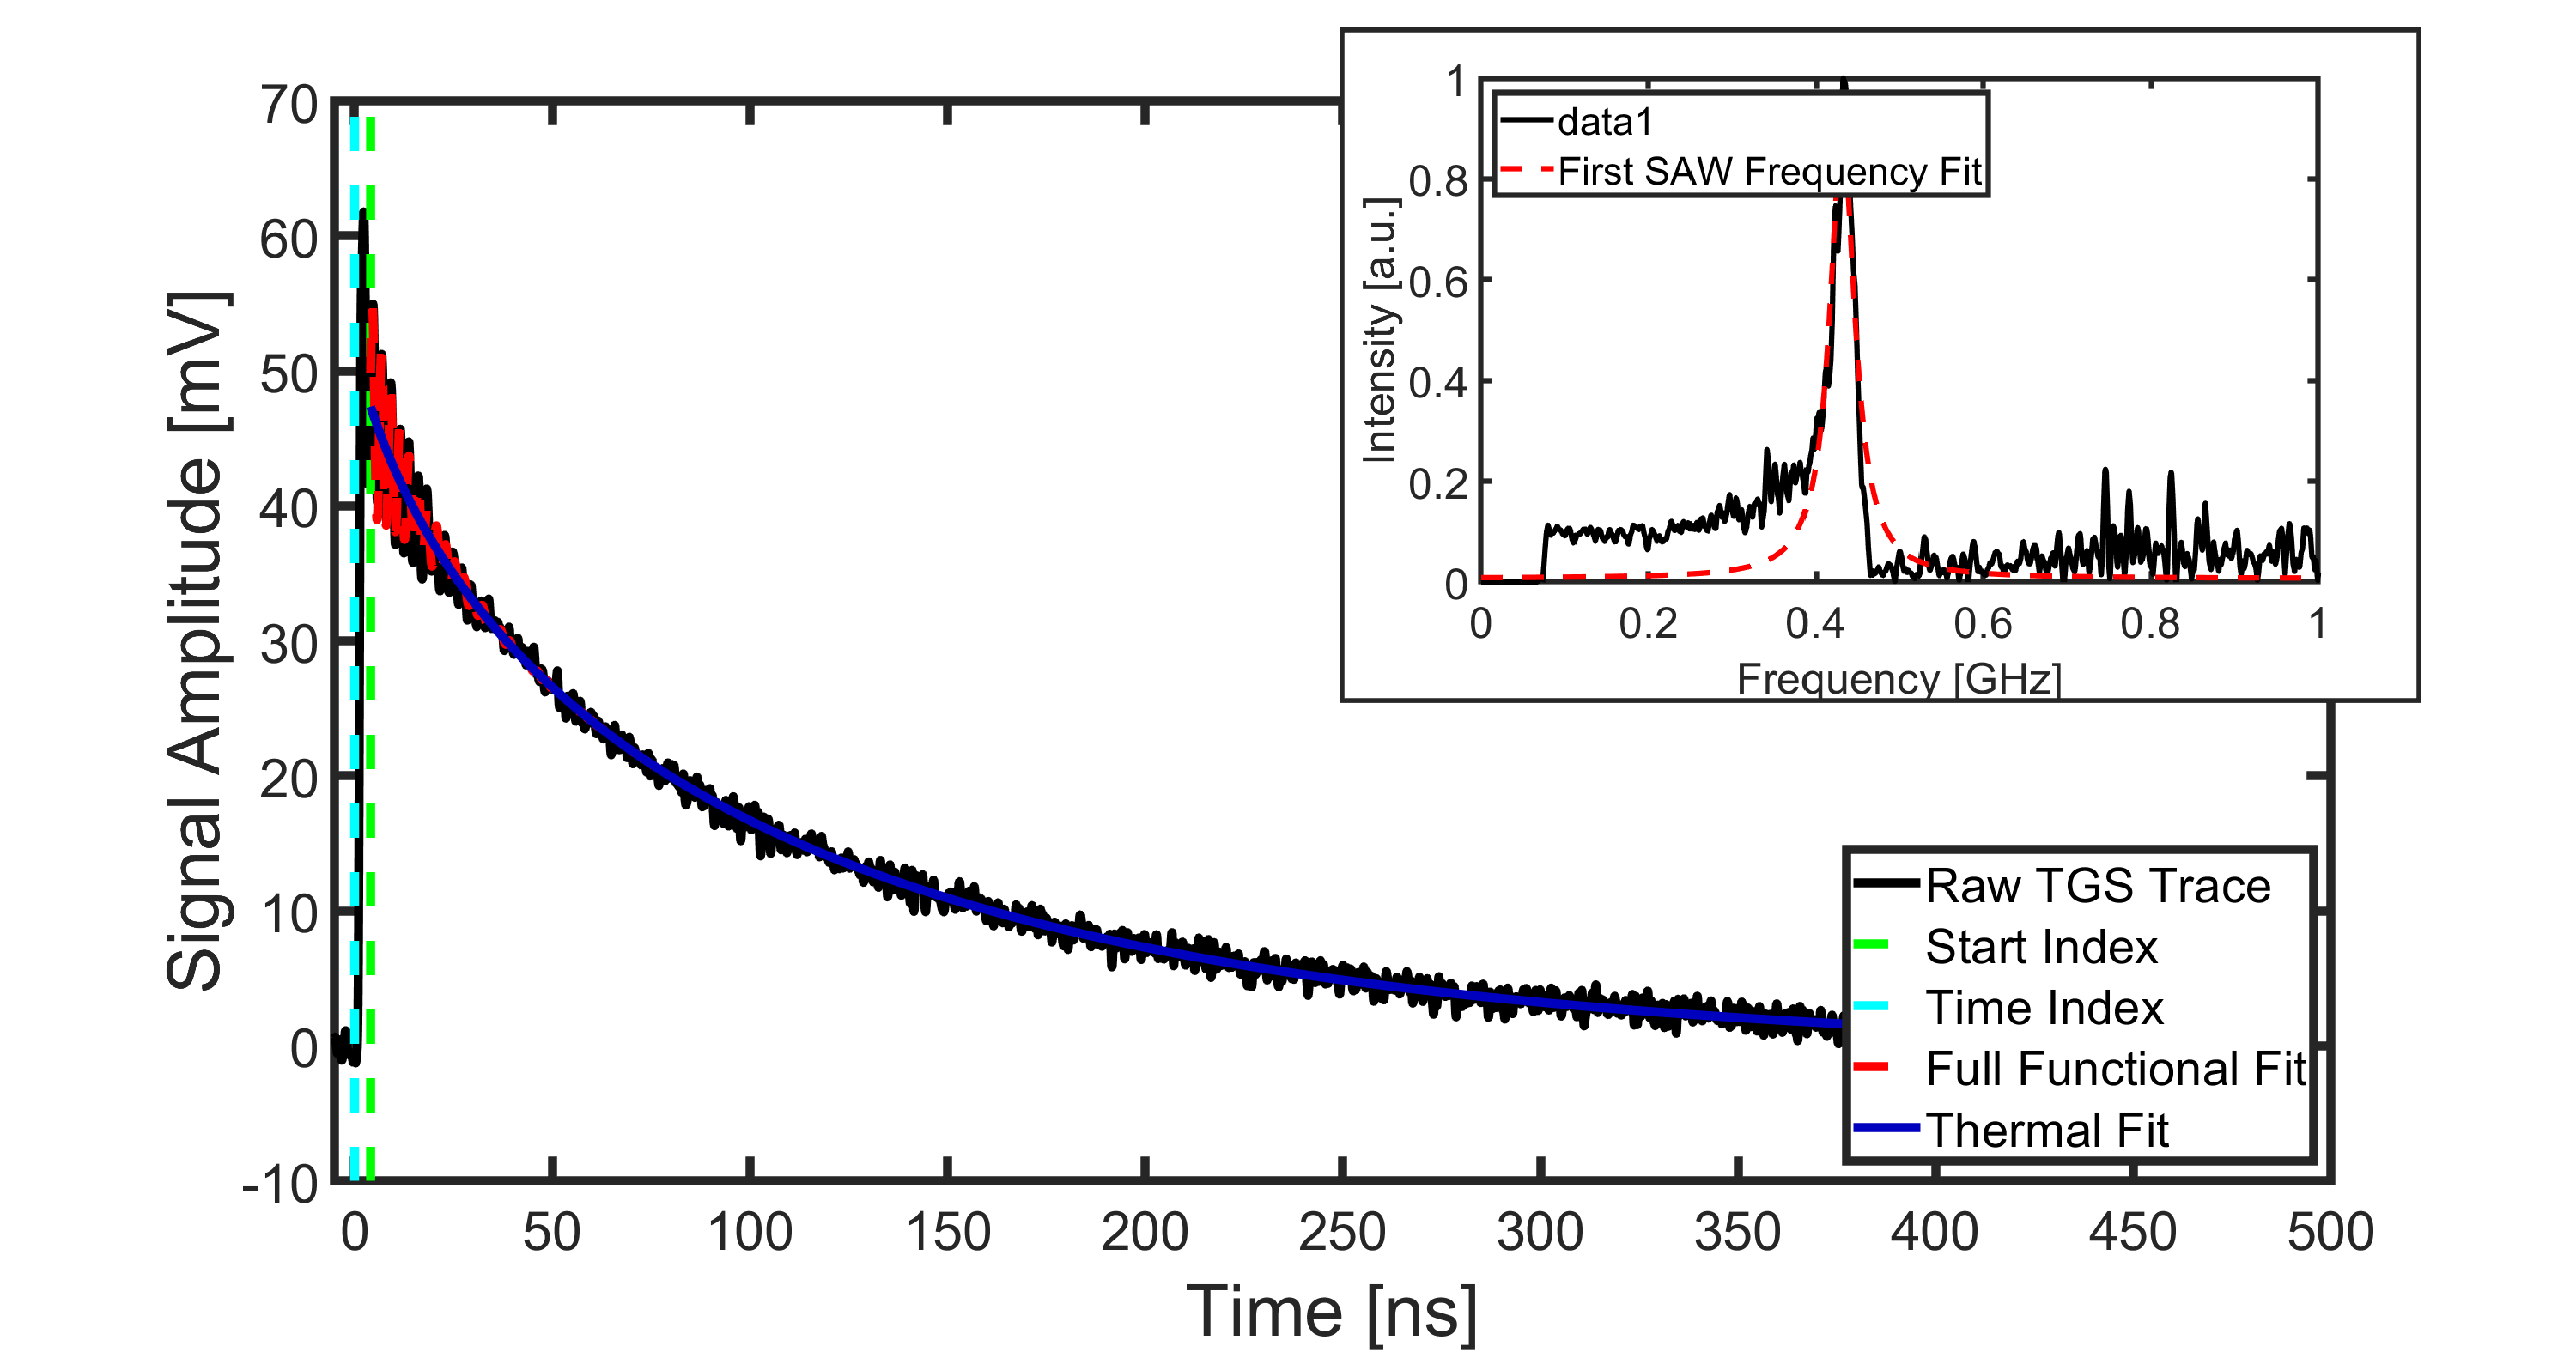 70
60
50
40
30
20
10
0
-10
Signal Amplitude [mV]
0 50 100 150 200 250 300 350 400 450 500
Time [ns]
1
0.8
0.6
0.4
0.2
0
Intensity [a.u.]
data1
First SAW Frequency Fit
0 0.2 0.4 0.6 0.8 1
Frequency [GHz]
Raw TGS Trace
Start Index
Time Index
Full Functional Fit
Thermal Fit